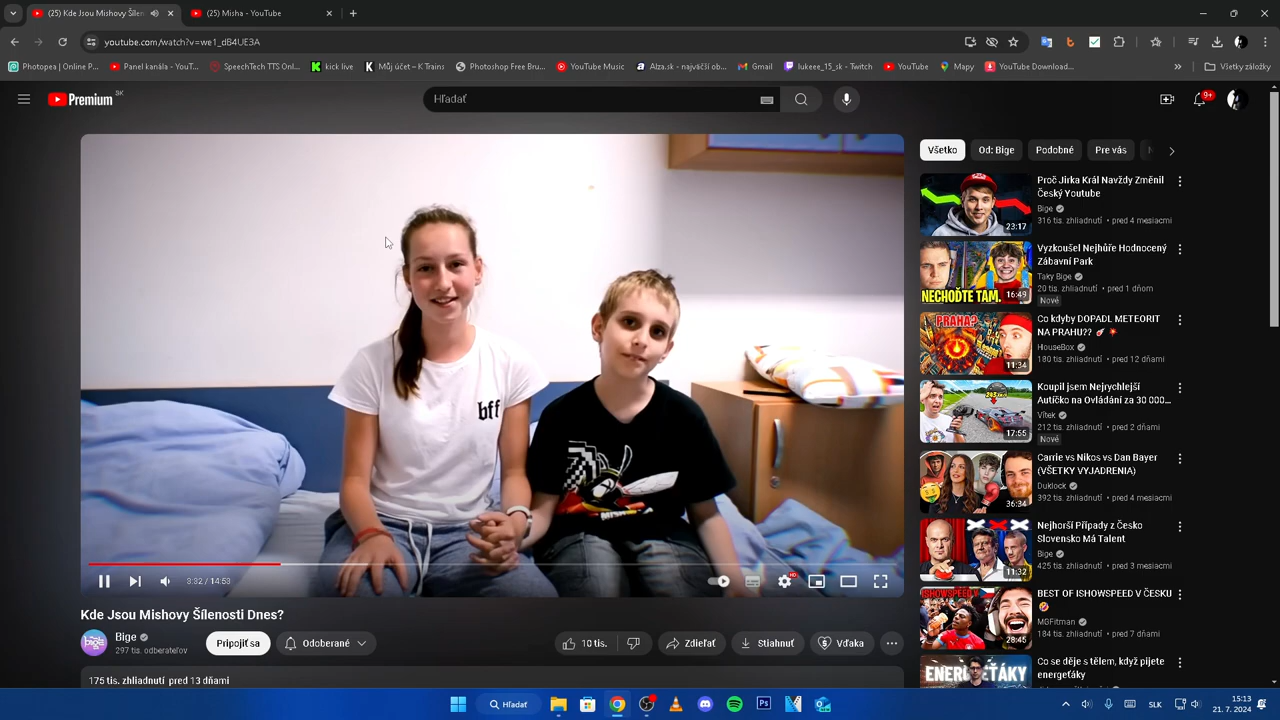 (25) Kde Jsou Mishovy Šílen
(25) Misha - YouTube
youtube.com/watch?v=we1_dB4UE3A
Photopea | Online P...
Panel kanála - YouT...
SpeechTech TTS Onl...
kick live
Můj účet – K Trains
Photoshop Free Bru...
YouTube Music
Alza.sk – najväčší ob...
Gmail
lukeee_15_sk - Twitch
YouTube
Mapy
YouTube Download...
Všetky záložky
Premium SK
Hľadať
9+
bff
Všetko
Od: Bige
Podobné
Pre vás
23:17
Proč Jirka Král Navždy Změnil
Český Youtube
Bige
316 tis. zhliadnutí • pred 4 mesiacmi
NECHOĎTE TAM.
16:49
Vyzkoušel Nejhůře Hodnocený
Zábavní Park
Taky Bige
20 tis. zhliadnutí • pred 1 dňom
Nové
PRAHA?
11:34
Co kdyby DOPADL METEORIT
NA PRAHU??
HouseBox
180 tis. zhliadnutí • pred 12 dňami
17:55
Koupil jsem Nejrychlejší
Autíčko na Ovládání za 30 000...
Vítek
212 tis. zhliadnutí • pred 2 dňami
Nové
36:34
Carrie vs Nikos vs Dan Bayer
(VŠETKY VYJADRENIA)
Duklock
392 tis. zhliadnutí • pred 4 mesiacmi
11:32
Nejhorší Případy z Česko
Slovensko Má Talent
Bige
425 tis. zhliadnutí • pred 3 mesiacmi
ISHOWSPEED V
28:45
BEST OF ISHOWSPEED V ČESKU
MGFitman
184 tis. zhliadnutí • pred 7 dňami
Co se děje s tělem, když pijete
energeťáky
3:32 / 14:53
HD
Kde Jsou Mishovy Šílenosti Dnes?
Bige
297 tis. odberateľov
Pripojiť sa
Odoberané
10 tis.
Zdieľať
Stiahnuť
Vďaka
175 tis. zhliadnutí pred 13 dňami
Hľadať
SLK
15:13
21. 7. 2024